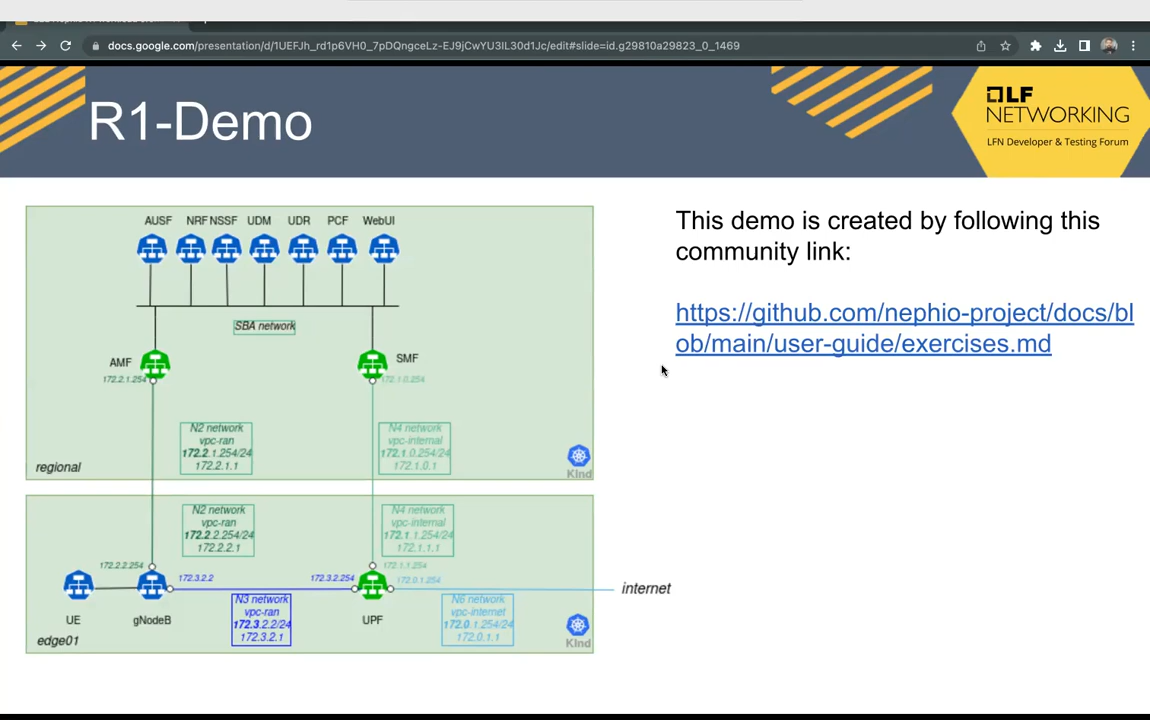 docs.google.com/presentation/d/1UEFJh_rd1p6VH0_7pDQngceLz-EJ9jCwYU3lL30d1Jc/edit#slide=id.g29810a29823_0_1469
R1-Demo
LF
NETWORKING
LFN Developer & Testing Forum
This demo is created by following this
community link:
https://github.com/nephio-project/docs/bl
ob/main/user-guide/exercises.md
AUSF NRF NSSF UDM UDR PCF WebUI
SBA network
AMF
172.2.1.254
SMF
172.1.0.254
N2 network
vpc-ran
172.2.1.254/24
172.2.1.1
N4 network
vpc-internal
172.1.0.254/24
172.1.0.1
regional
Kind
N2 network
vpc-ran
172.2.2.254/24
172.2.2.1
N4 network
vpc-internal
172.1.1.254/24
172.1.1.1
172.2.2.254
172.1.1.254
172.3.2.2
172.3.2.254
172.0.1.254
internet
UE
gNodeB
UPF
N3 network
vpc-ran
172.3.2.2/24
172.3.2.1
N6 network
vpc-internet
172.0.1.254/24
172.0.1.1
edge01
Kind